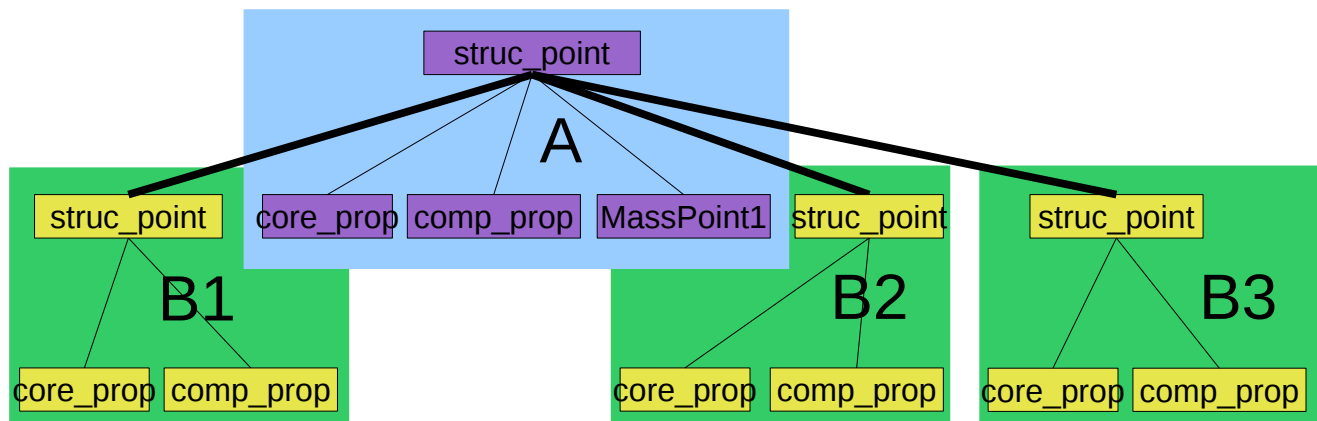 struc_point
A
struc_point
core_prop
comp_prop
MassPoint1
struc_point
struc_point
B1
B2
B3
core_prop
comp_prop
core_prop
comp_prop
core_prop
comp_prop